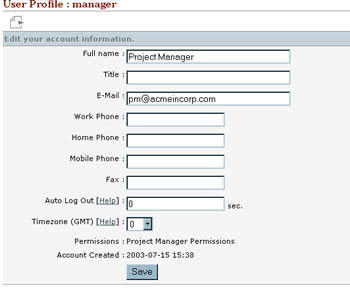 User Profile : manager
Edit your account information.
Full name : Project Manager
Title :
E-Mail : pm@acmeincorp.com
Work Phone :
Home Phone :
Mobile Phone :
Fax :
Auto Log Out [Help] : 0 sec.
Timezone (GMT) [Help] : 0
Permissions : Project Manager Permissions
Account Created : 2003-07-15 15:38
Save